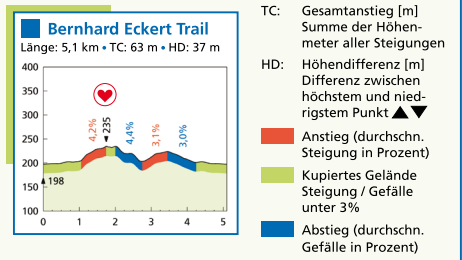 Bernhard Eckert Trail
Länge: 5,1 km • TC: 63 m • HD: 37 m
400
350
300
250
200
150
100
4,2%
235
4,4%
3,1%
3,0%
198
0 1 2 3 4 5
TC: Gesamtanstieg [m]
Summe der Höhen-
meter aller Steigungen
HD: Höhendifferenz [m]
Differenz zwischen
höchstem und nied-
rigstem Punkt ▲▼
Anstieg (durchschn.
Steigung in Prozent)
Kupiertes Gelände
Steigung / Gefälle
unter 3%
Abstieg (durchschn.
Gefälle in Prozent)